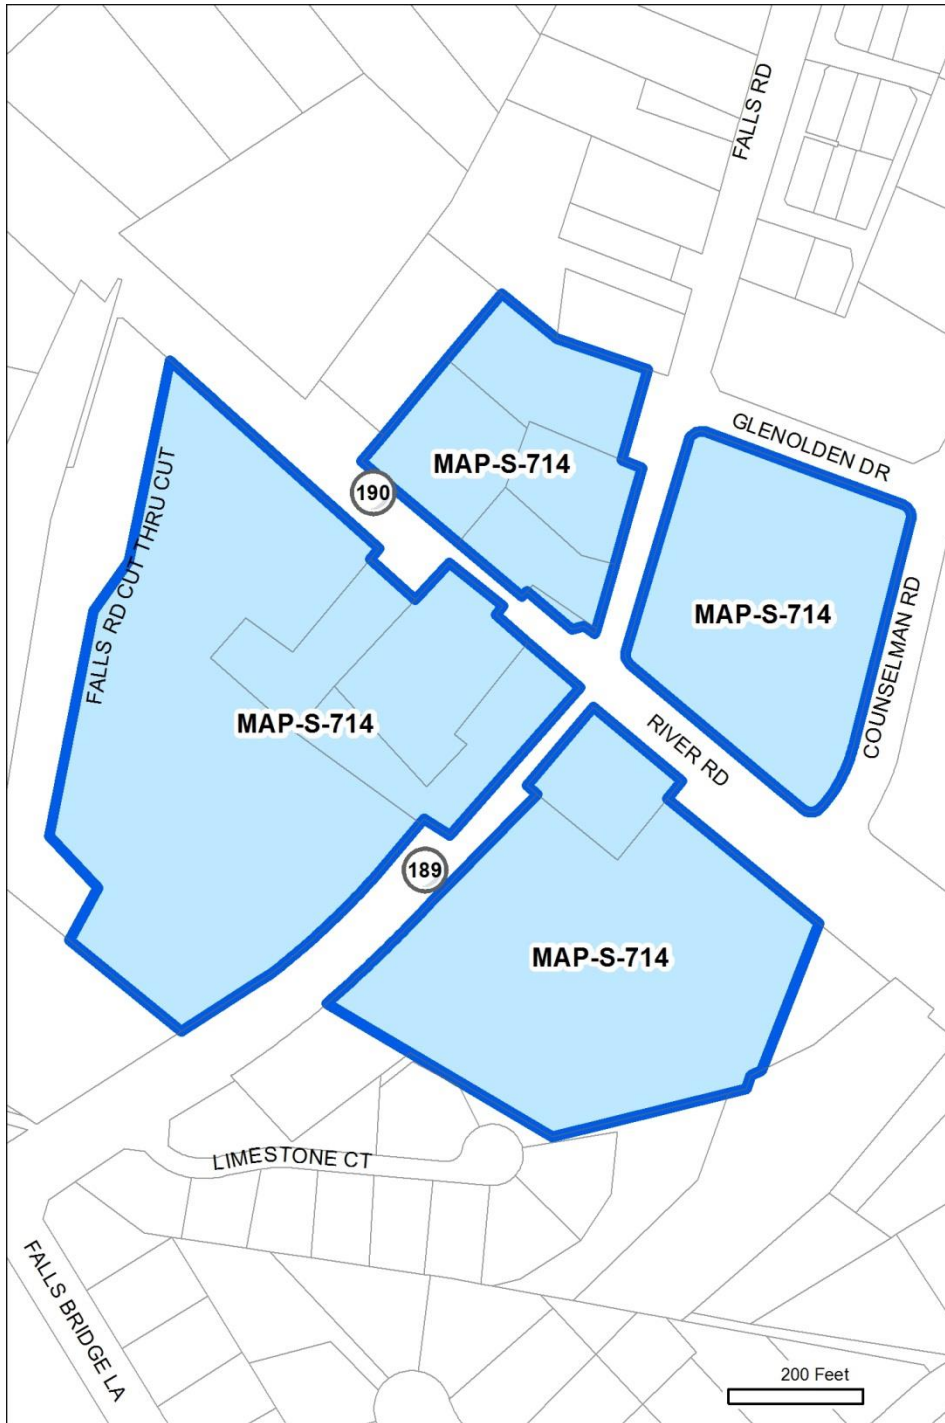 FALLS RD
GLENOLDEN DR
MAP-S-714
190
FALLS RD CUT THRU CUT
MAP-S-714
COUNSELMAN RD
MAP-S-714
RIVER RD
189
MAP-S-714
LIMESTONE CT
FALLS BRIDGE LA
200 Feet